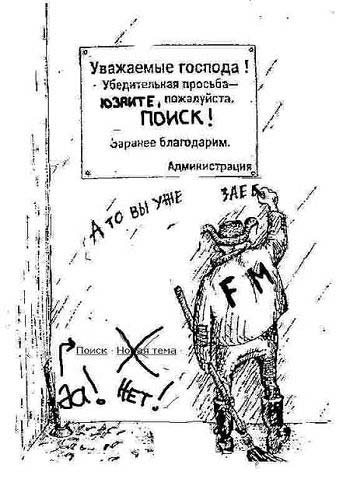 Уважаемые господа !
Убедительная просьба—
ЮЗАЙТЕ, пожалуйста,
ПОИСК!
Заранее благодарим.
Администрация
А ТО ВЫ УЖЕ ЗАЕБ
F M
Поиск · Новая тема
Да! НЕТ!